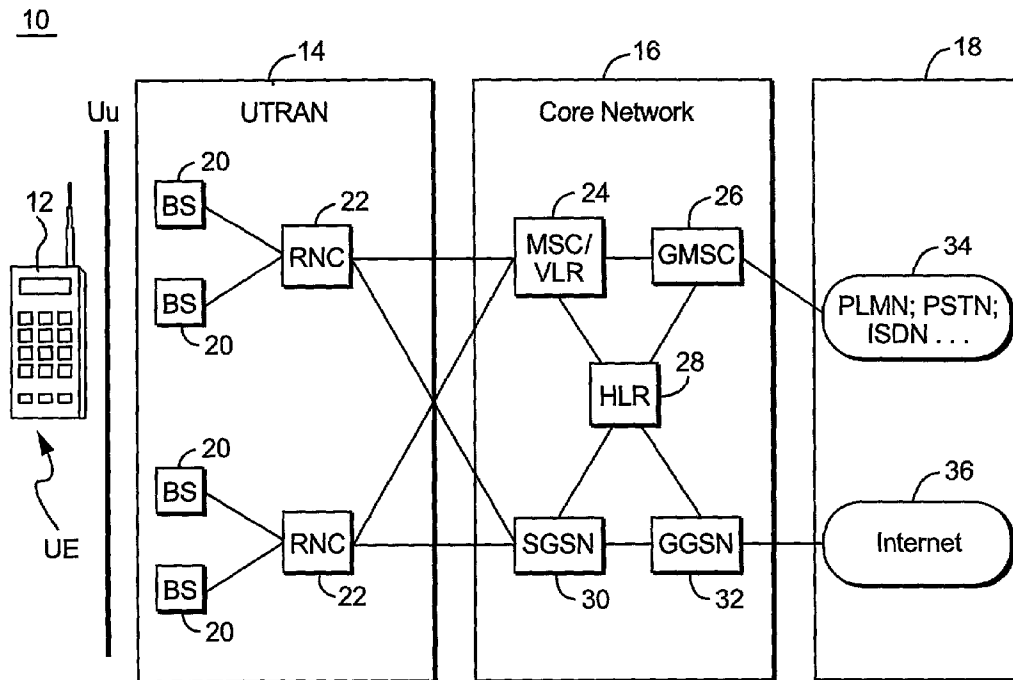 10
14
16
18
Uu
UTRAN
Core Network
12
20
BS
22
RNC
BS
20
24
MSC/
VLR
26
GMSC
34
PLMN; PSTN;
ISDN . . .
HLR
28
20
BS
RNC
22
BS
20
UE
SGSN
30
GGSN
32
36
Internet